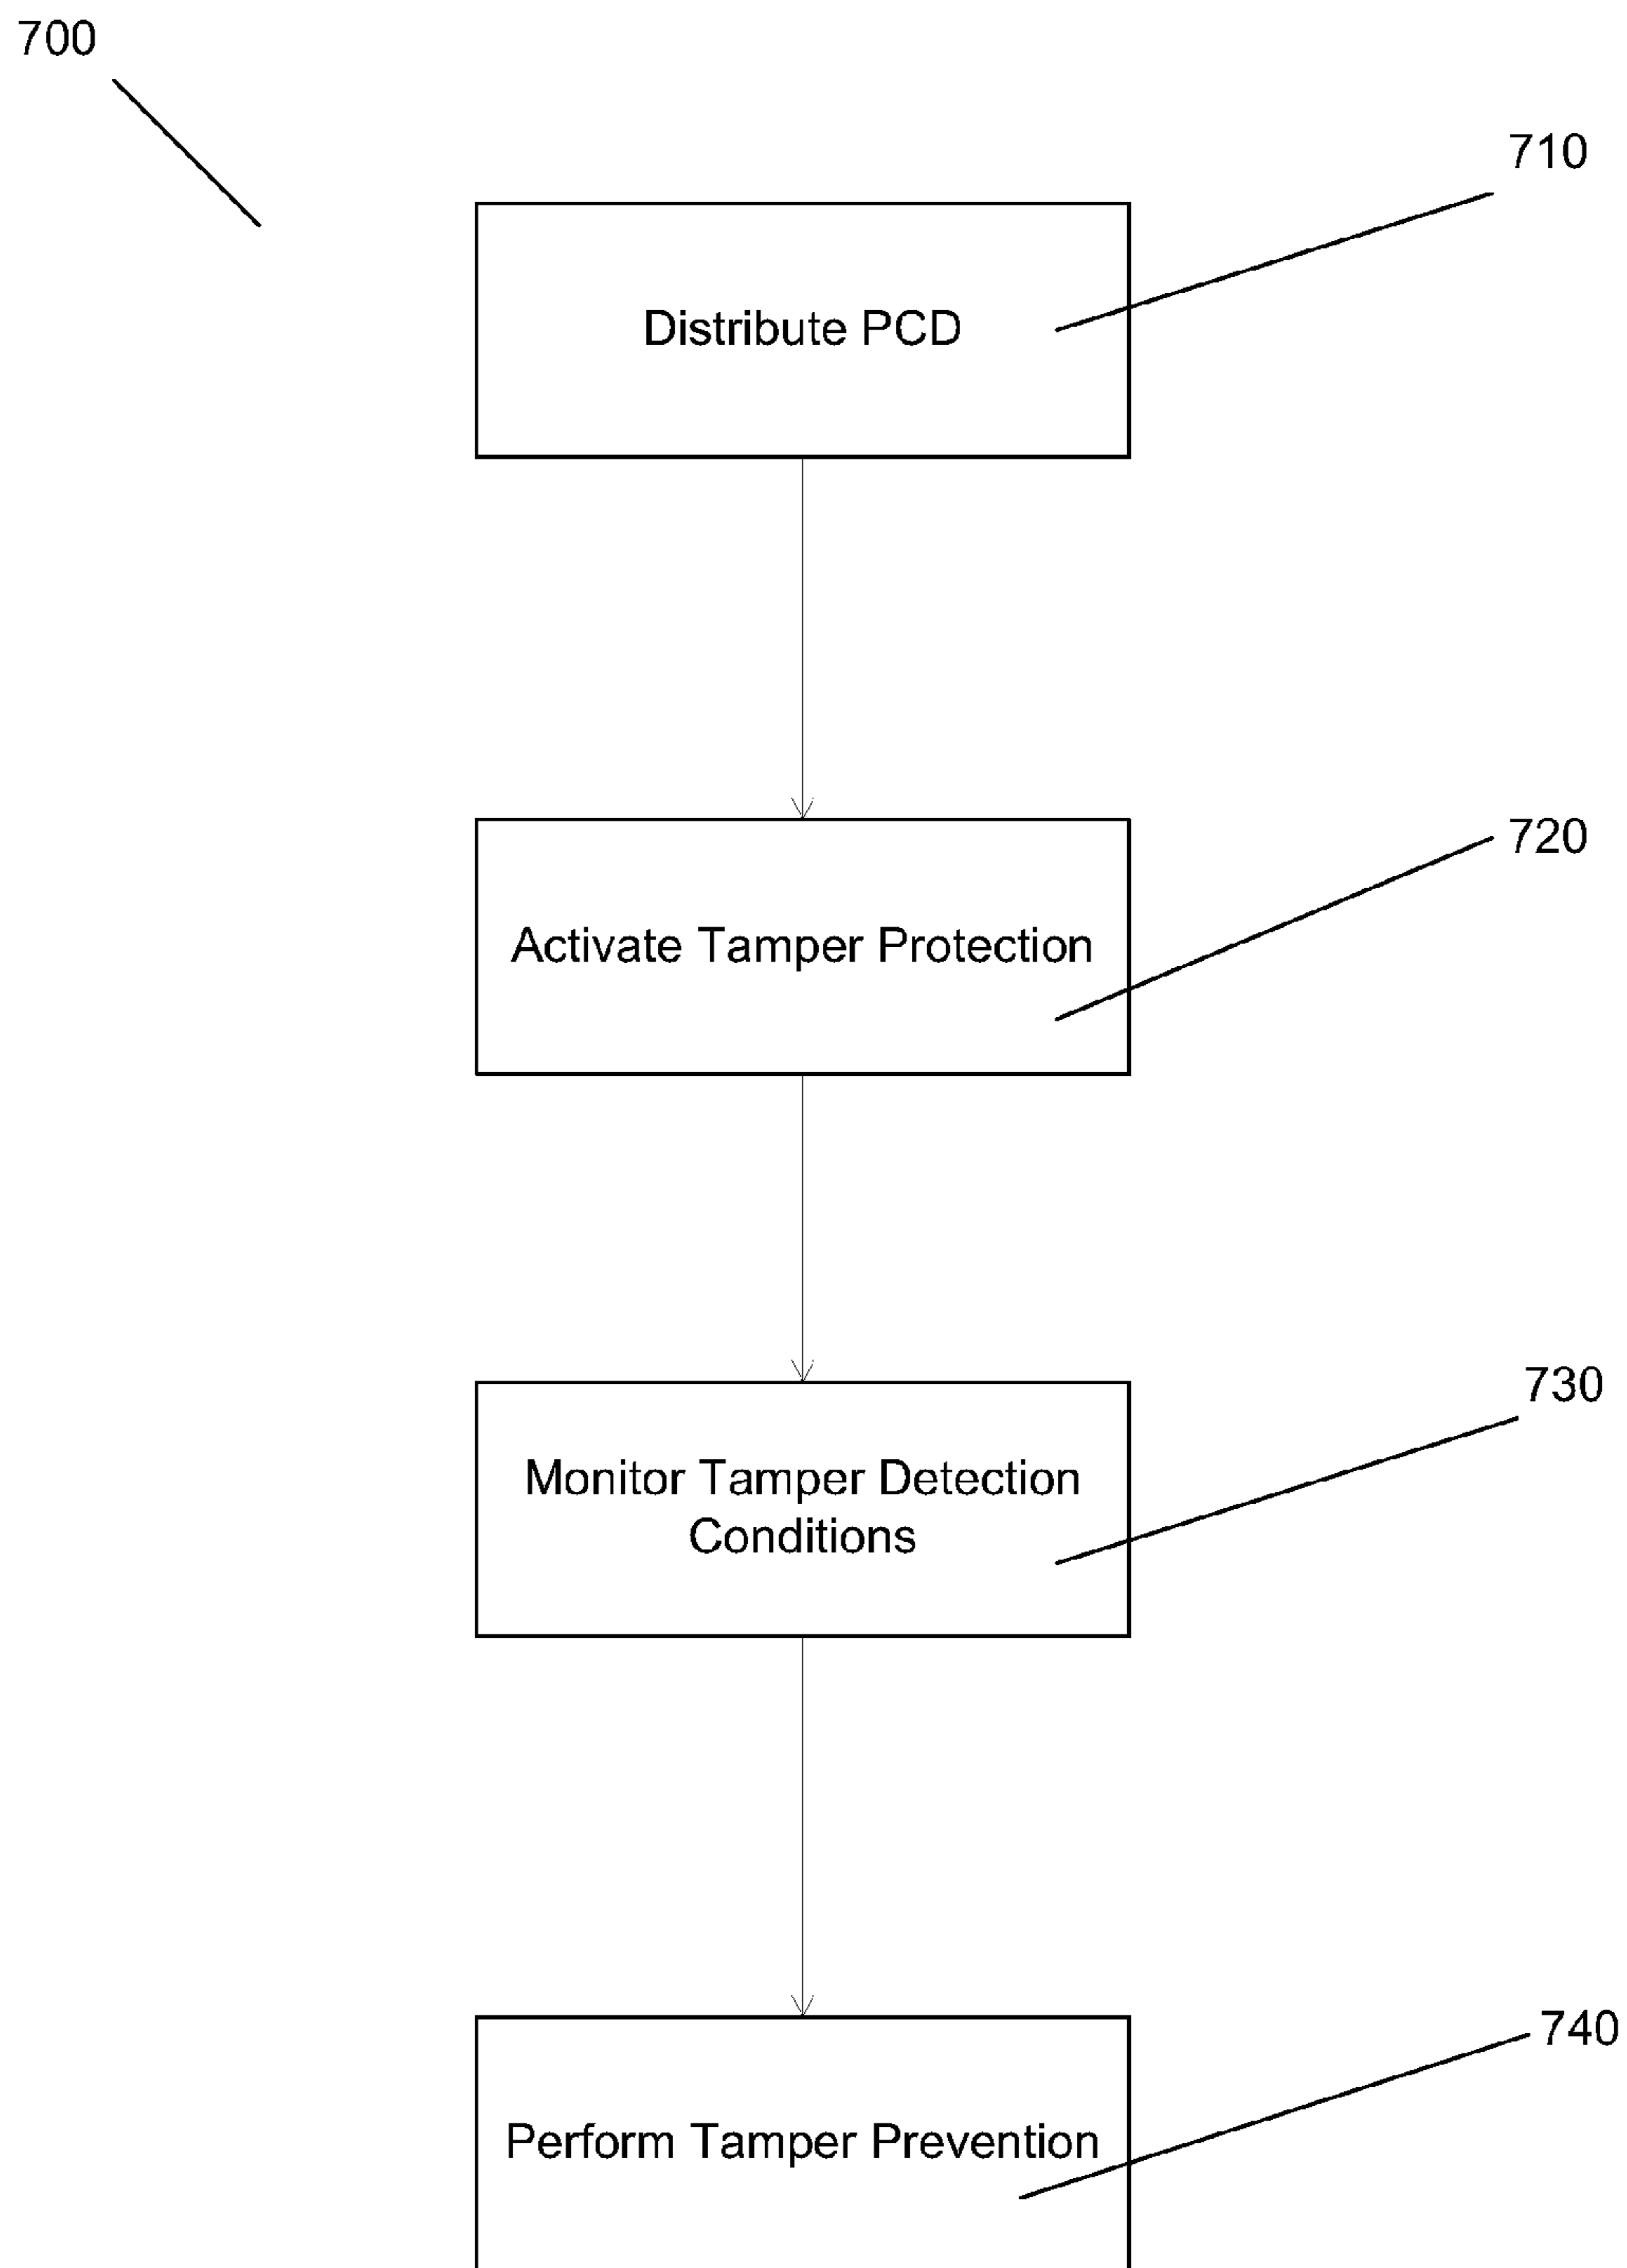 700
710
Distribute PCD
720
Activate Tamper Protection
730
Monitor Tamper Detection
Conditions
740
Perform Tamper Prevention